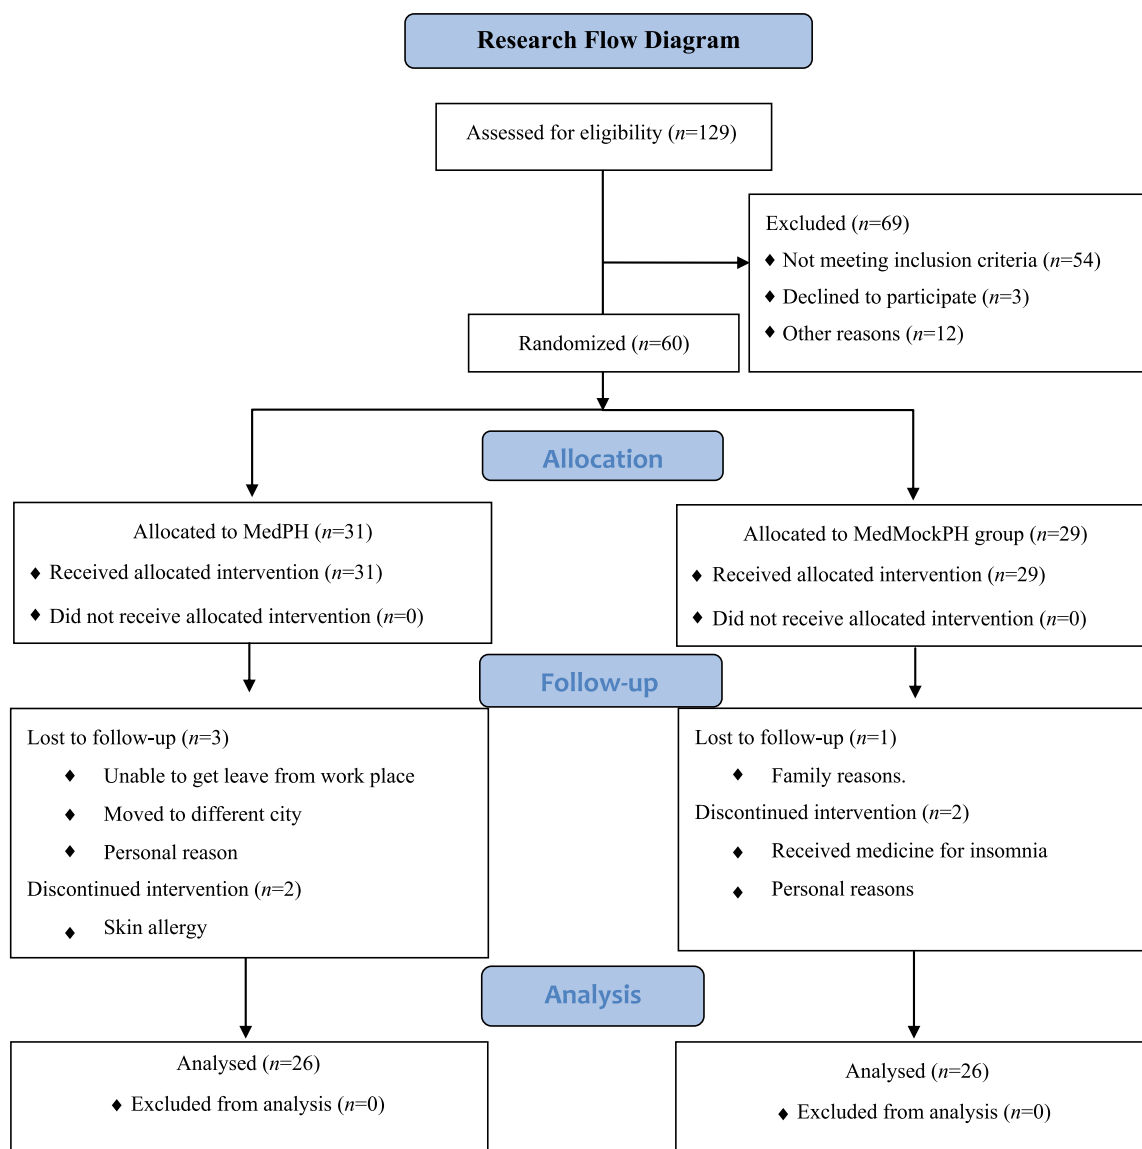 Research Flow Diagram
Assessed for eligibility (n=129)
Excluded (n=69)
♦ Not meeting inclusion criteria (n=54)
♦ Declined to participate (n=3)
♦ Other reasons (n=12)
Randomized (n=60)
Allocation
Allocated to MedPH (n=31)
♦ Received allocated intervention (n=31)
♦ Did not receive allocated intervention (n=0)
Allocated to MedMockPH group (n=29)
♦ Received allocated intervention (n=29)
♦ Did not receive allocated intervention (n=0)
Follow-up
Lost to follow-up (n=3)
♦ Unable to get leave from work place
♦ Moved to different city
♦ Personal reason
Discontinued intervention (n=2)
♦ Skin allergy
Lost to follow-up (n=1)
♦ Family reasons.
Discontinued intervention (n=2)
♦ Received medicine for insomnia
♦ Personal reasons
Analysis
Analysed (n=26)
♦ Excluded from analysis (n=0)
Analysed (n=26)
♦ Excluded from analysis (n=0)